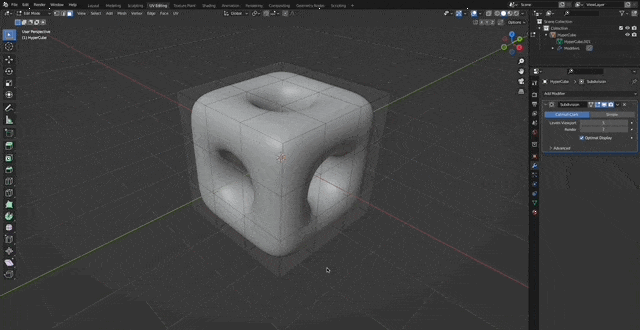 File Edit Render Window Help Layout Modeling Sculpting UV Editing Texture Paint Shading Animation Rendering Compositing Geometry Nodes Scripting Scene ViewLayer
Edit Mode View Select Add Mesh Vertex Edge Face UV Global
Options
User Perspective
(1) HyperCube
Scene Collection
Collection
HyperCube
HyperCube.001
Modifiers
HyperCube Subdivision
Add Modifier
Subdivision
Catmull-Clark Simple
Levels Viewport
Render
Optimal Display
Advanced